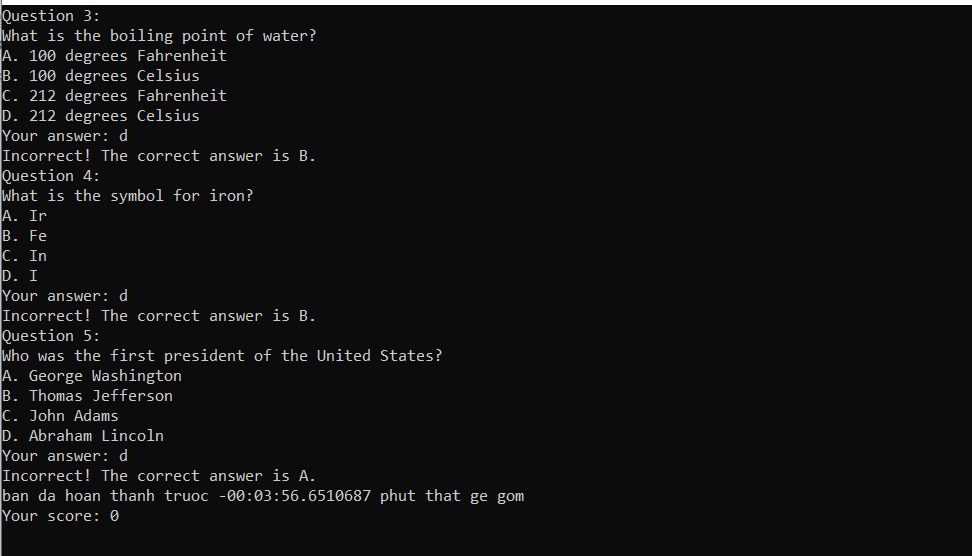 Question 3:
What is the boiling point of water?
A. 100 degrees Fahrenheit
B. 100 degrees Celsius
C. 212 degrees Fahrenheit
D. 212 degrees Celsius
Your answer: d
Incorrect! The correct answer is B.
Question 4:
What is the symbol for iron?
A. Ir
B. Fe
C. In
D. I
Your answer: d
Incorrect! The correct answer is B.
Question 5:
Who was the first president of the United States?
A. George Washington
B. Thomas Jefferson
C. John Adams
D. Abraham Lincoln
Your answer: d
Incorrect! The correct answer is A.
ban da hoan thanh truoc -00:03:56.6510687 phut that ge gom
Your score: 0